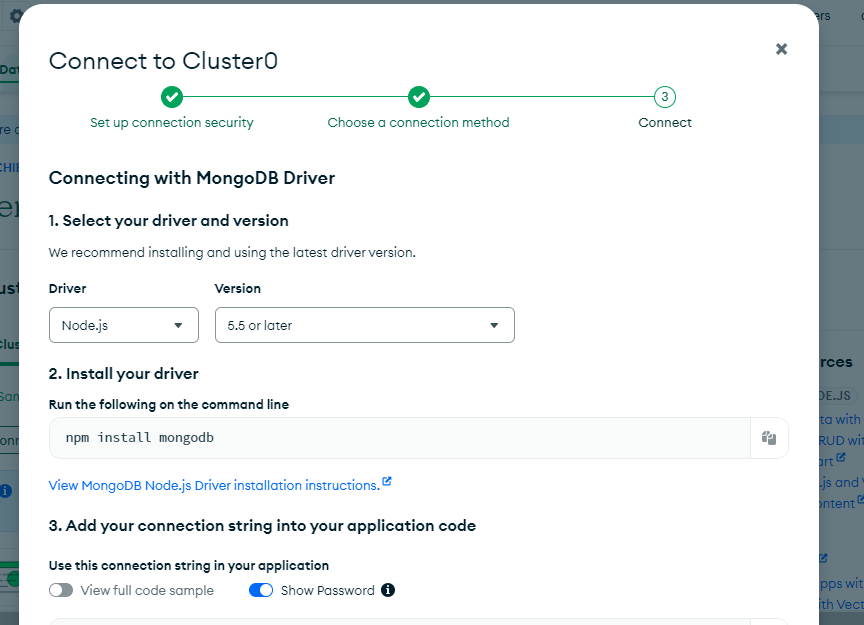 Connect to Cluster0
Set up connection security
Choose a connection method
3
Connect
Connecting with MongoDB Driver
1. Select your driver and version
We recommend installing and using the latest driver version.
Driver
Version
Node.js
5.5 or later
2. Install your driver
Run the following on the command line
npm install mongodb
View MongoDB Node.js Driver installation instructions.
3. Add your connection string into your application code
Use this connection string in your application
View full code sample
Show Password